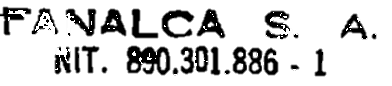 FANALCA S. A.
NIT. 890.301.886 - 1